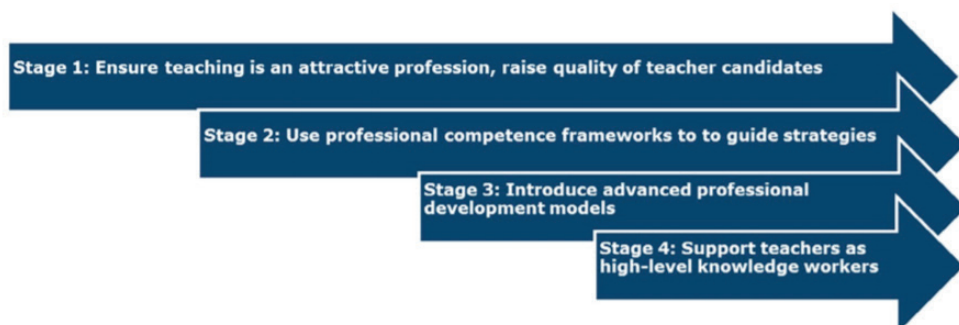 Stage 1: Ensure teaching is an attractive profession, raise quality of teacher candidates
Stage 2: Use professional competence frameworks to to guide strategies
Stage 3: Introduce advanced professional
development models
Stage 4: Support teachers as
high-level knowledge workers